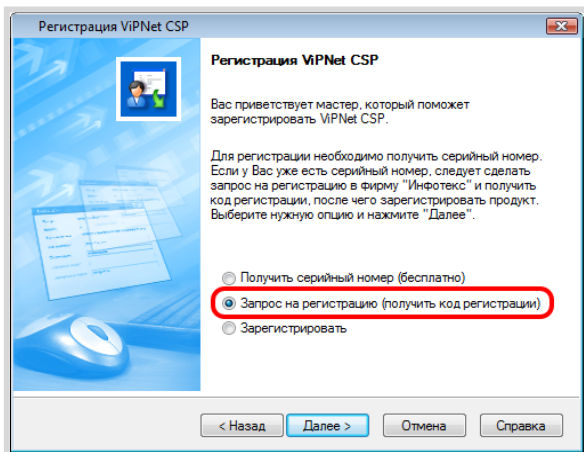 Регистрация ViPNet CSP
Регистрация ViPNet CSP
Вас приветствует мастер, который поможет
зарегистрировать ViPNet CSP.
Для регистрации необходимо получить серийный номер.
Если у Вас уже есть серийный номер, следует сделать
запрос на регистрацию в фирму "Инфотекс" и получить
код регистрации, после чего зарегистрировать продукт.
Выберите нужную опцию и нажмите "Далее".
Получить серийный номер (бесплатно)
Запрос на регистрацию (получить код регистрации)
Зарегистрировать
< Назад Далее > Отмена Справка